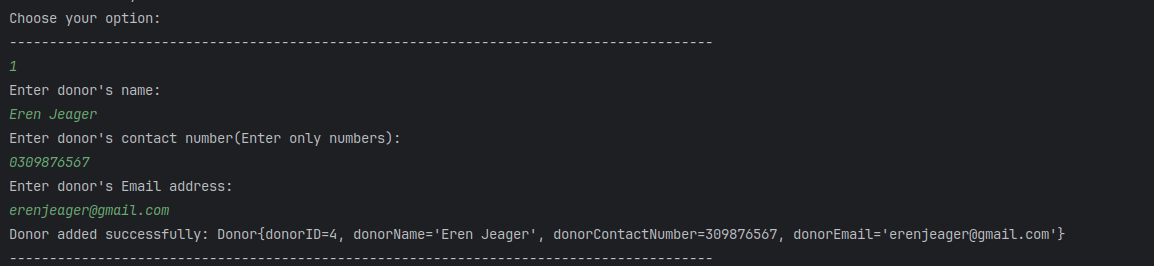 Choose your option:
----------------------------------------------------------------------------------------
1
Enter donor's name:
Eren Jeager
Enter donor's contact number(Enter only numbers):
0309876567
Enter donor's Email address:
erenjeager@gmail.com
Donor added successfully: Donor{donorID=4, donorName='Eren Jeager', donorContactNumber=309876567, donorEmail='erenjeager@gmail.com'}
----------------------------------------------------------------------------------------